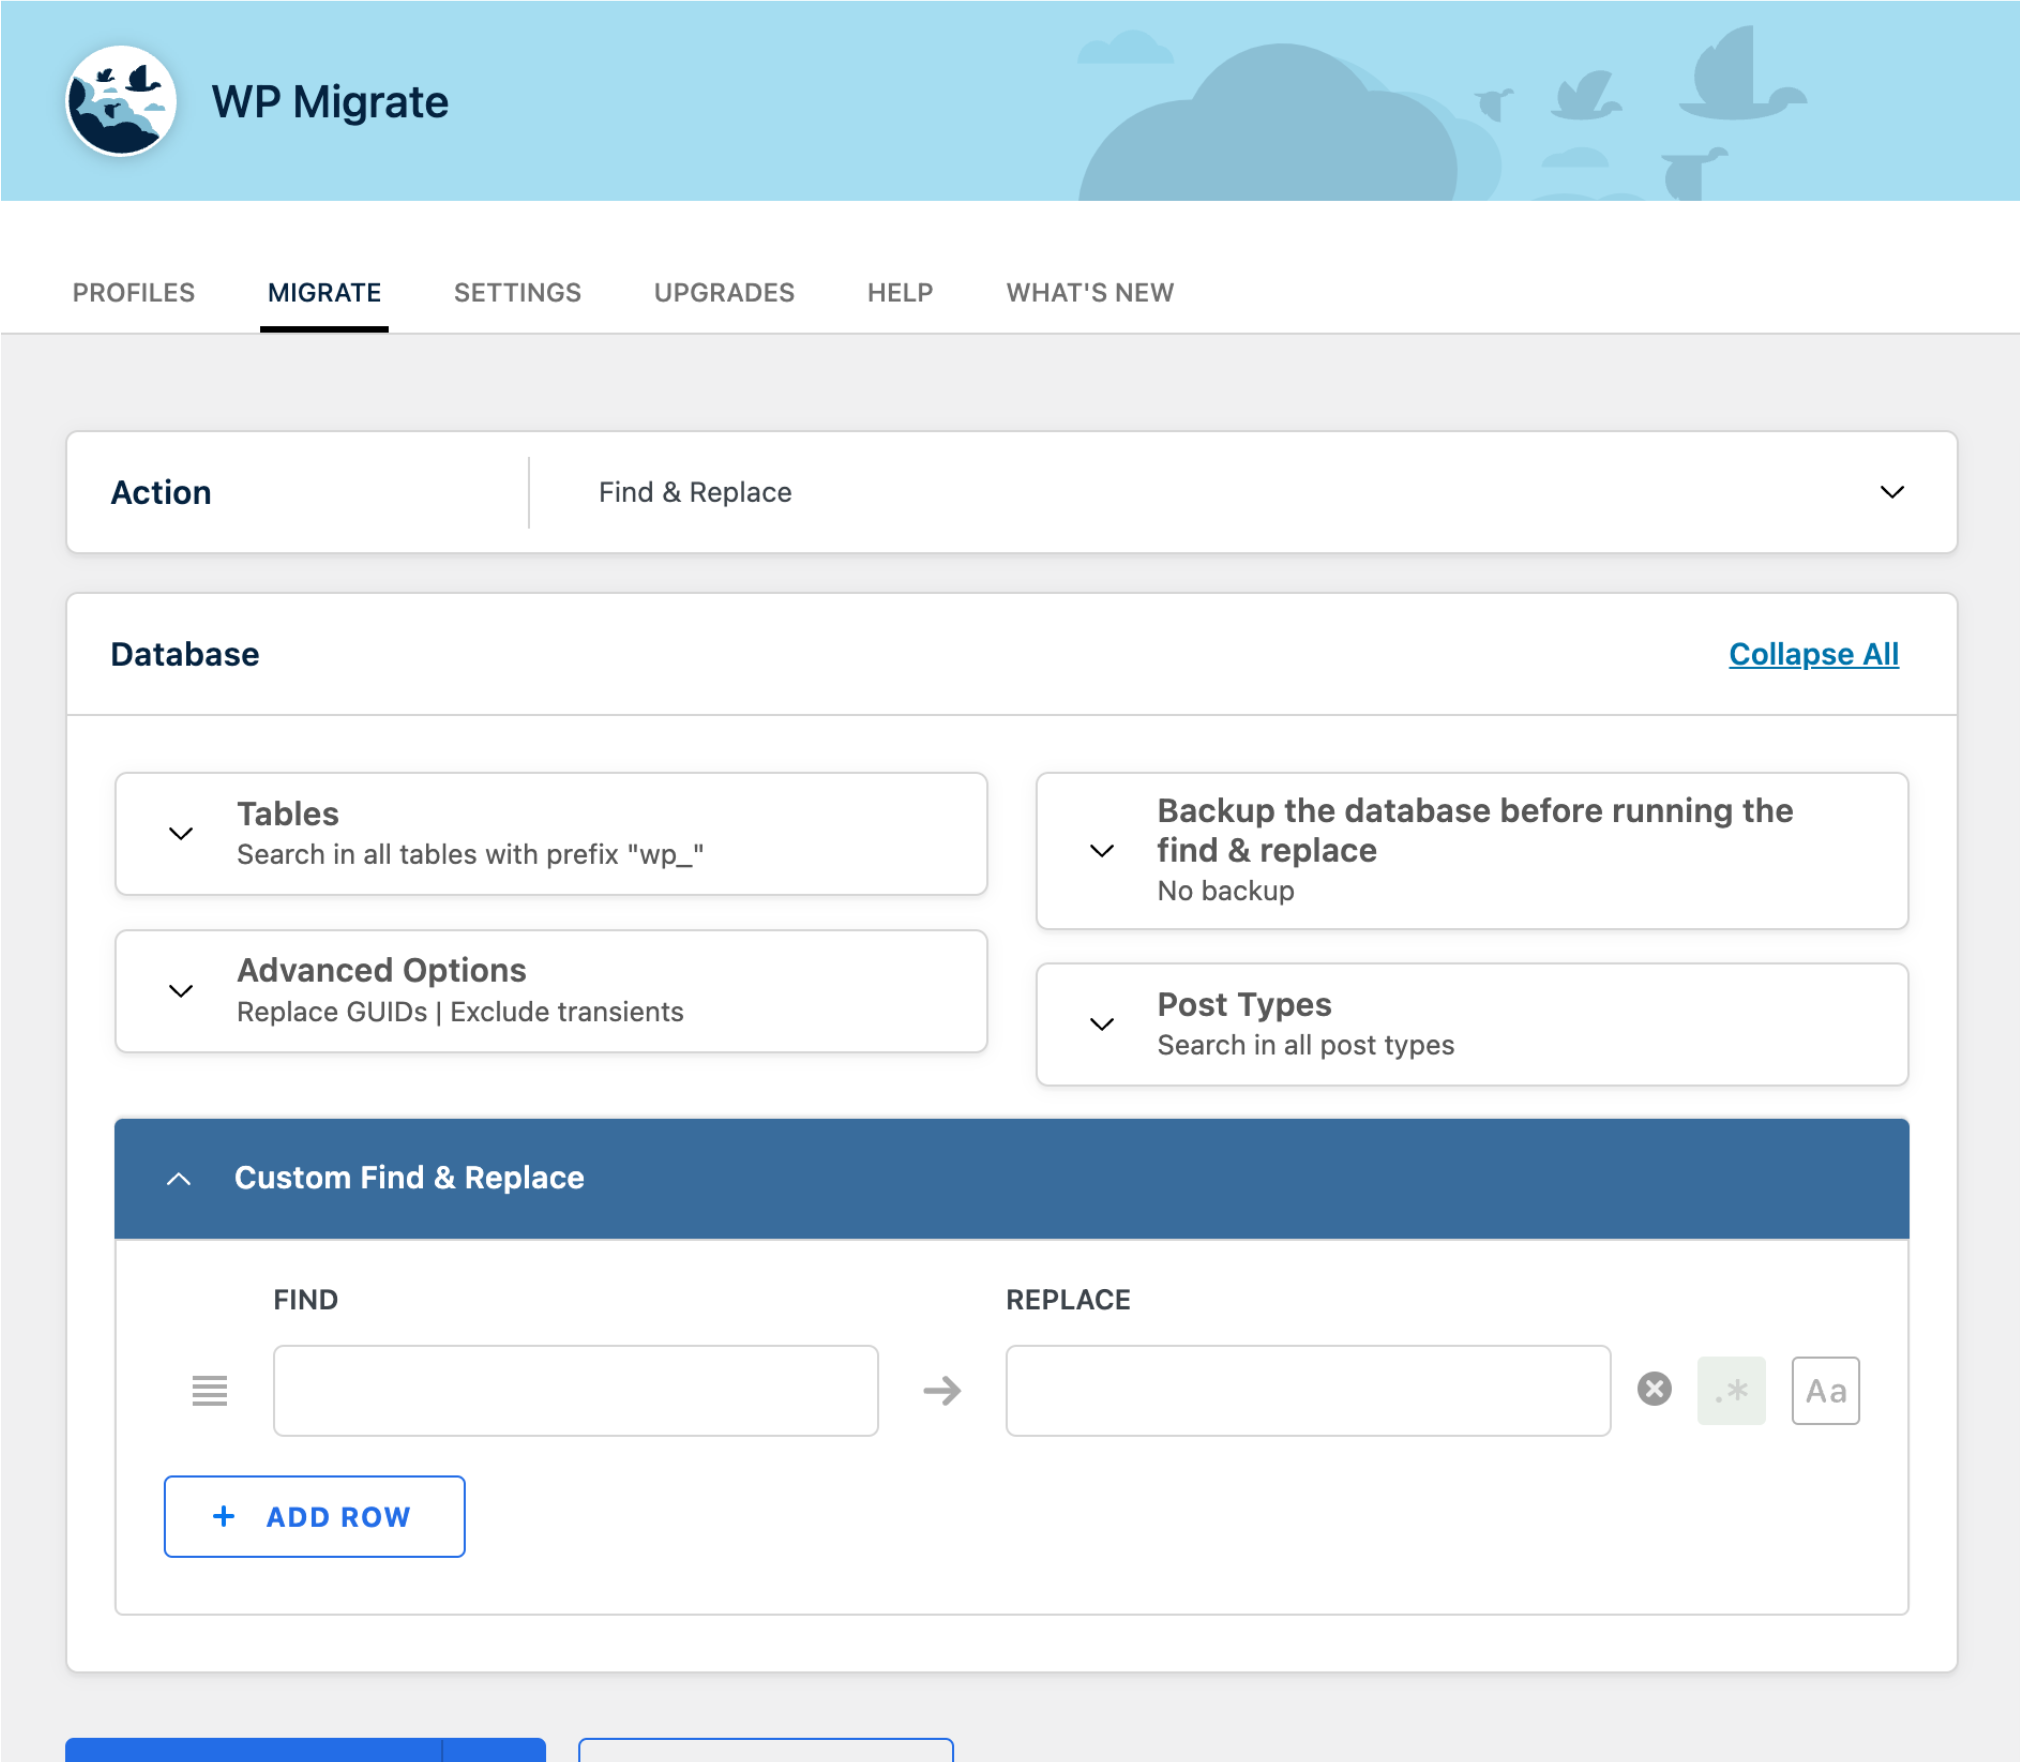 WP Migrate
PROFILES
MIGRATE
SETTINGS
UPGRADES
HELP
WHAT'S NEW
Action
Find & Replace
Database
Collapse All
Tables
Search in all tables with prefix "wp_"
Backup the database before running the
find & replace
No backup
Advanced Options
Replace GUIDs | Exclude transients
Post Types
Search in all post types
Custom Find & Replace
FIND
REPLACE
.*
Aa
+ ADD ROW